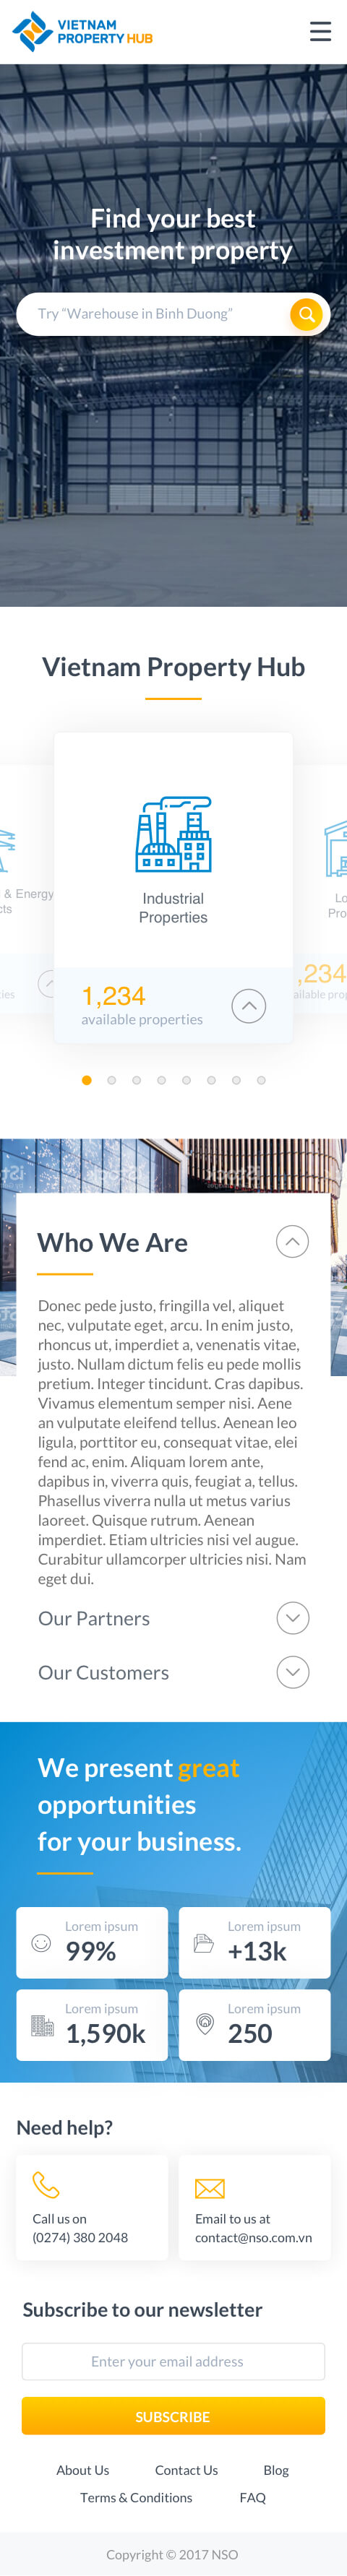 VIETNAM
PROPERTY HUB
Find your best
investment property
Try "Warehouse in Binh Duong"
Vietnam Property Hub
& Energy
Industrial
Properties
1,234
available properties
,234
Who We Are
Donec pede justo, fringilla vel, aliquet
nec, vulputate eget, arcu. In enim justo,
rhoncus ut, imperdiet a, venenatis vitae,
justo. Nullam dictum felis eu pede mollis
pretium. Integer tincidunt. Cras dapibus.
Vivamus elementum semper nisi. Aene
an vulputate eleifend tellus. Aenean leo
ligula, porttitor eu, consequat vitae, elei
fend ac, enim. Aliquam lorem ante,
dapibus in, viverra quis, feugiat a, tellus.
Phasellus viverra nulla ut metus varius
laoreet. Quisque rutrum. Aenean
imperdiet. Etiam ultricies nisi vel augue.
Curabitur ullamcorper ultricies nisi. Nam
eget dui.
Our Partners
Our Customers
We present great
opportunities
for your business.
Lorem ipsum
99%
Lorem ipsum
+13k
Lorem ipsum
1,590k
Lorem ipsum
250
Need help?
Call us on
(0274) 380 2048
Email to us at
contact@nso.com.vn
Subscribe to our newsletter
Enter your email address
SUBSCRIBE
About Us Contact Us Blog
Terms & Conditions FAQ
Copyright © 2017 NSO